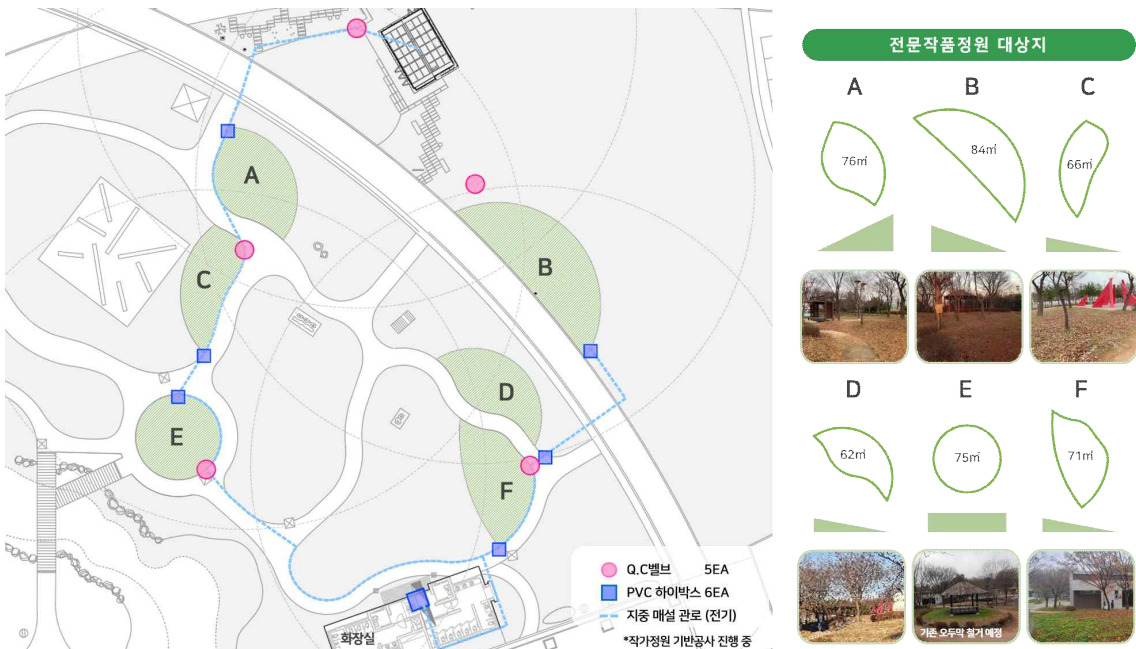 A
B
C
D
E
F
화장실
Q.C벨브 5EA
PVC 하이박스 6EA
지중 매설 관로 (전기)
*작가정원 기반공사 진행 중
전문작품정원 대상지
A B C
76㎡ 84㎡ 66㎡
D E F
62㎡ 75㎡ 71㎡
기존 오두막 철거 예정